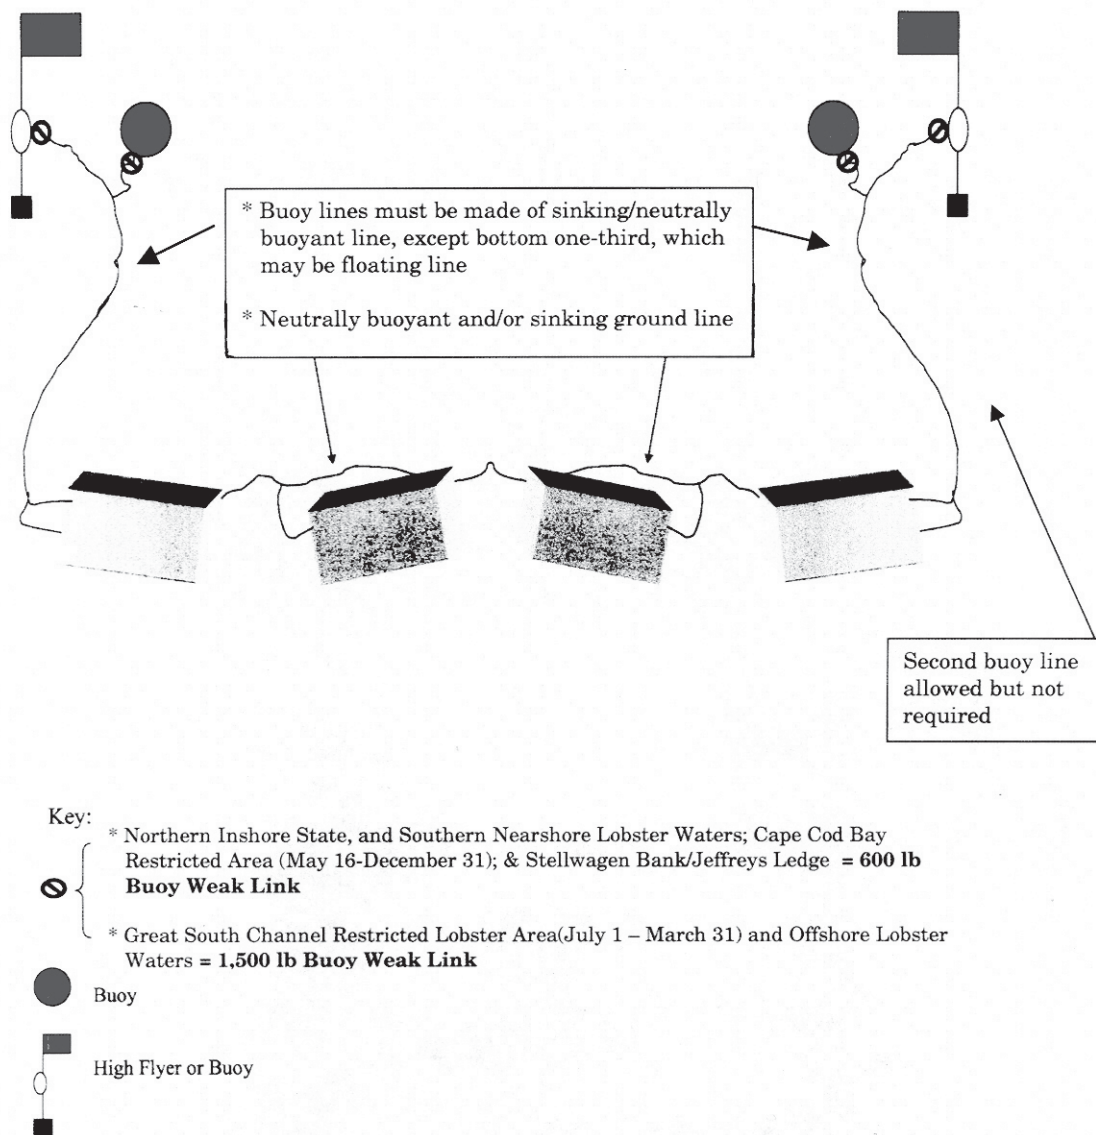 * Buoy lines must be made of sinking/neutrally
buoyant line, except bottom one-third, which
may be floating line
* Neutrally buoyant and/or sinking ground line
Second buoy line
allowed but not
required
Key:
* Northern Inshore State, and Southern Nearshore Lobster Waters; Cape Cod Bay
Restricted Area (May 16-December 31); & Stellwagen Bank/Jeffreys Ledge = 600 lb
Buoy Weak Link
* Great South Channel Restricted Lobster Area(July 1 – March 31) and Offshore Lobster
Waters = 1,500 lb Buoy Weak Link
Buoy
High Flyer or Buoy